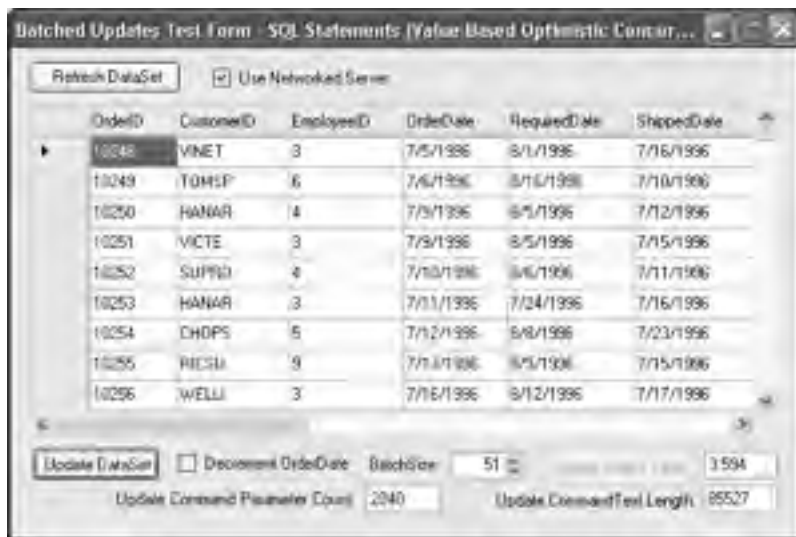 Batched Updates Test Form - SQL Statements (Value Based Optimistic Concur...
Refresh DataSet Use Networked Server
OrderID CustomerID EmployeeID OrderDate RequiredDate ShippedDate
10248 VINET 3 7/5/1996 8/1/1996 7/16/1996
10249 TOMSP 6 7/6/1996 8/16/1996 7/10/1996
10250 HANAR 4 7/9/1996 8/5/1996 7/12/1996
10251 VICTE 3 7/9/1996 8/5/1996 7/15/1996
10252 SUPRD 4 7/10/1996 8/6/1996 7/11/1996
10253 HANAR 3 7/11/1996 7/24/1996 7/16/1996
10254 CHOPS 5 7/12/1996 8/8/1996 7/23/1996
10255 RICSU 9 7/13/1996 8/9/1996 7/15/1996
10256 WELLI 3 7/16/1996 8/12/1996 7/17/1996
Update DataSet Decrement OrderDate BatchSize: 51 3.594
Update Command Parameter Count: 2040 Update CommandText Length: 85527